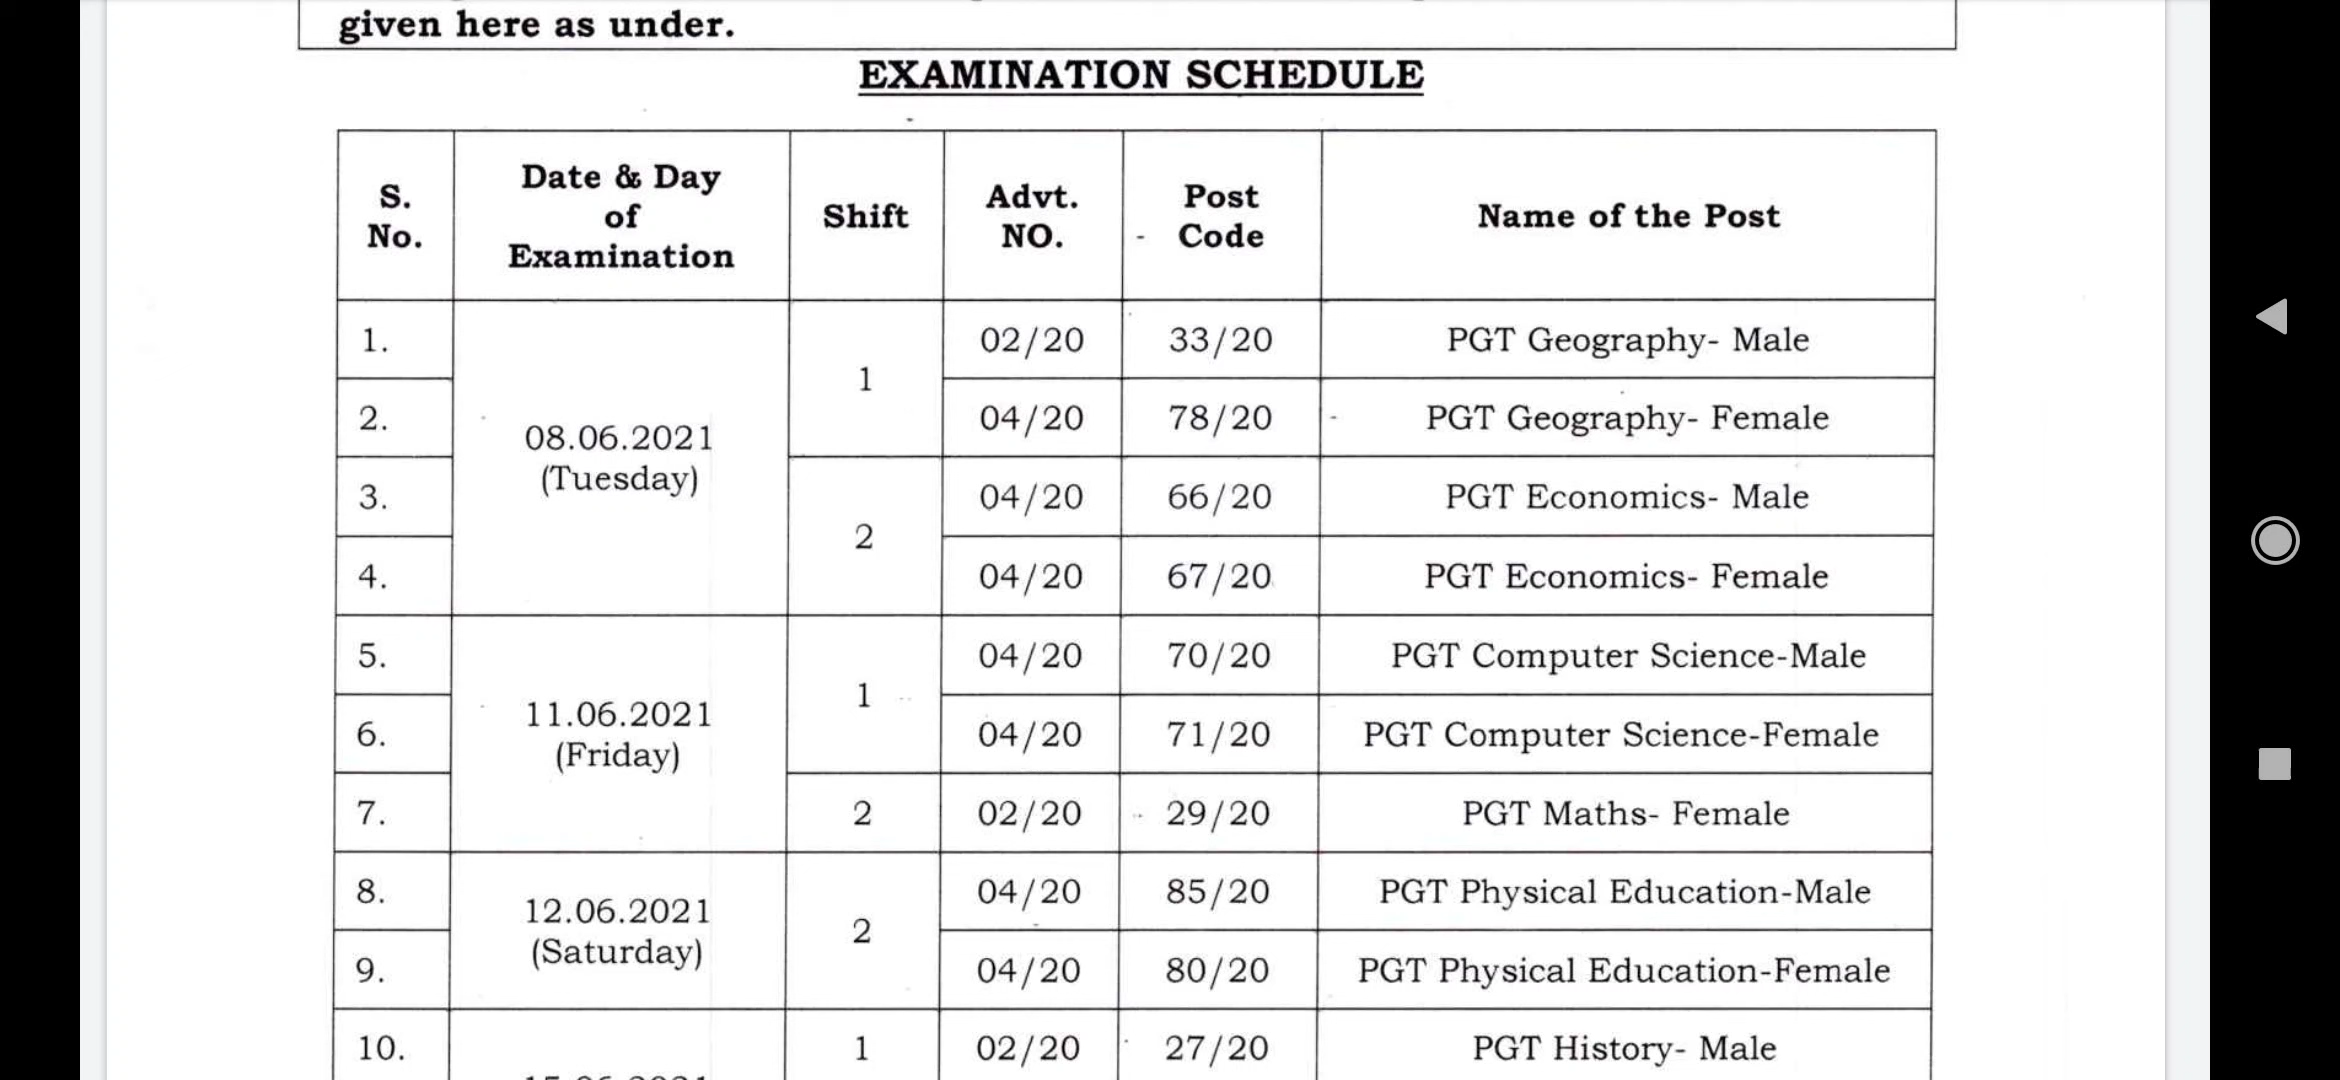 given here as under.
EXAMINATION SCHEDULE
S. No. Date & Day of Examination Shift Advt. NO. Post Code Name of the Post
1. 08.06.2021 (Tuesday) 1 02/20 33/20 PGT Geography- Male
2. 04/20 78/20 PGT Geography- Female
3. 2 04/20 66/20 PGT Economics- Male
4. 04/20 67/20 PGT Economics- Female
5. 11.06.2021 (Friday) 1 04/20 70/20 PGT Computer Science-Male
6. 04/20 71/20 PGT Computer Science-Female
7. 2 02/20 29/20 PGT Maths- Female
8. 12.06.2021 (Saturday) 2 04/20 85/20 PGT Physical Education-Male
9. 04/20 80/20 PGT Physical Education-Female
10. 1 02/20 27/20 PGT History- Male